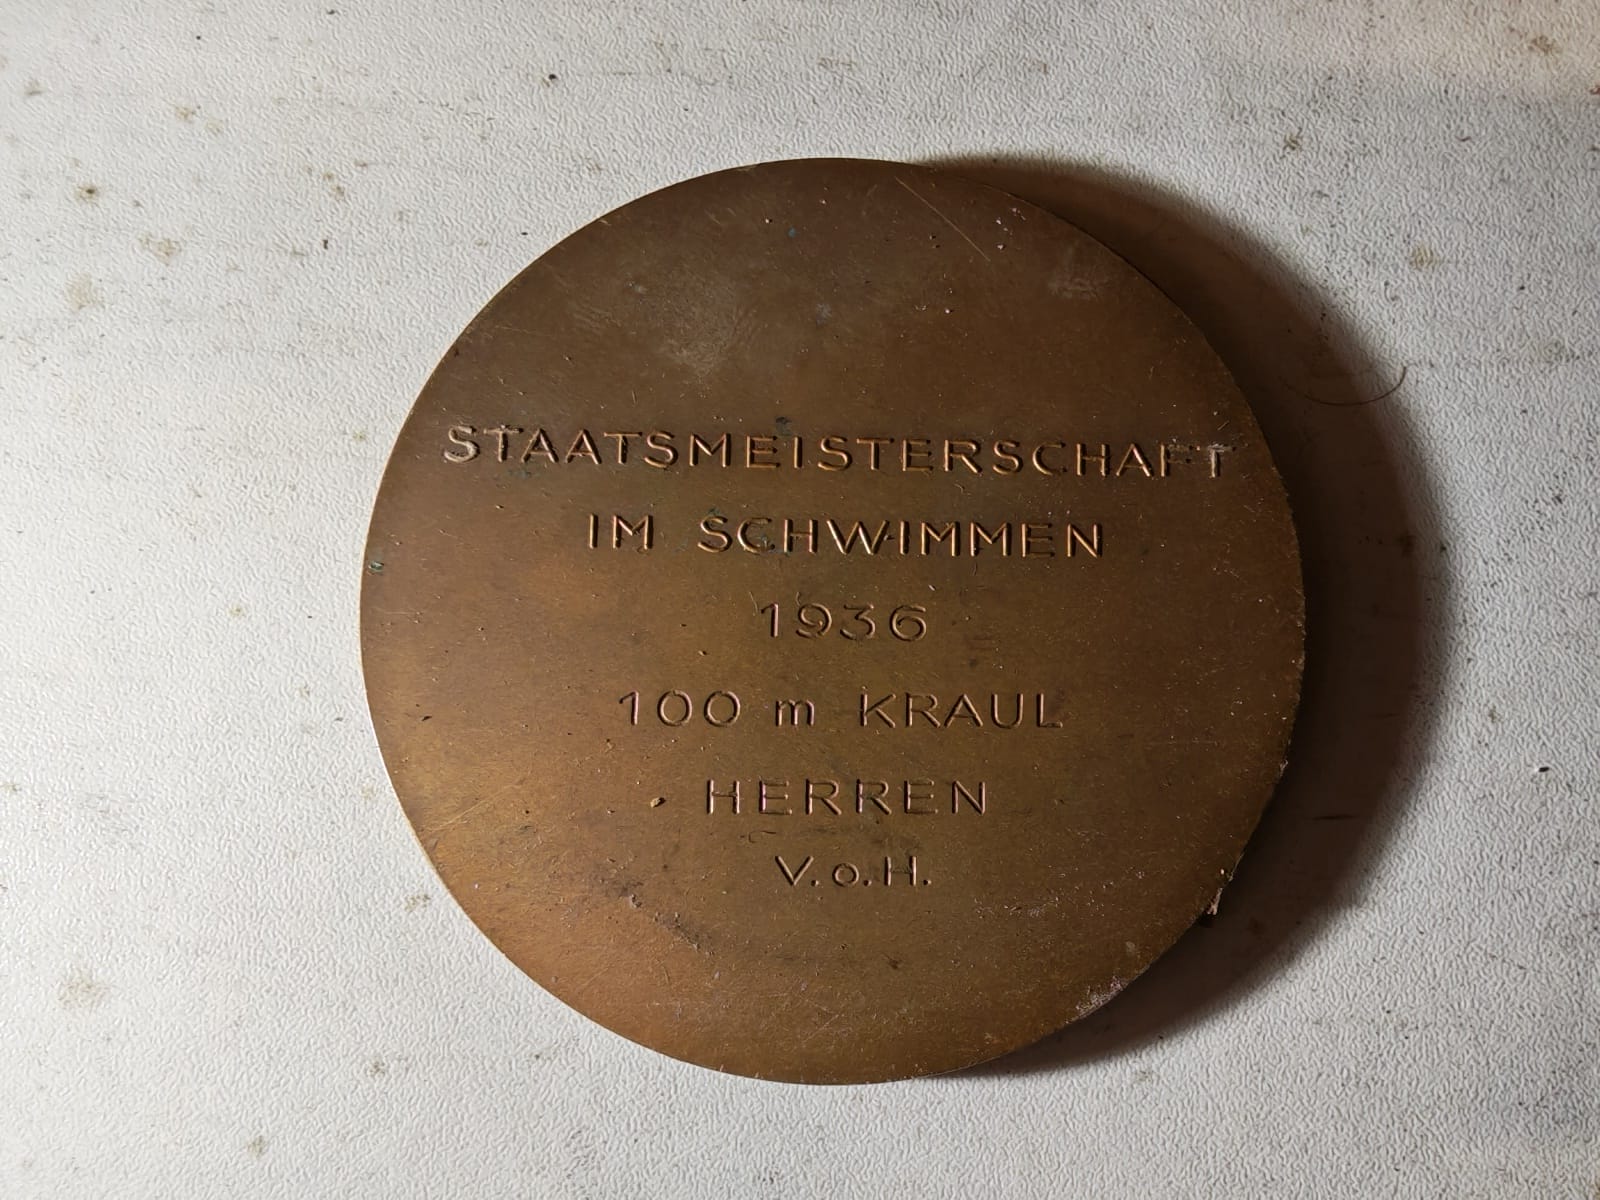 STAATSMEISTERSCHAFT
IM SCHWIMMEN
1936
100 m KRAUL
HERREN
V.o.H.